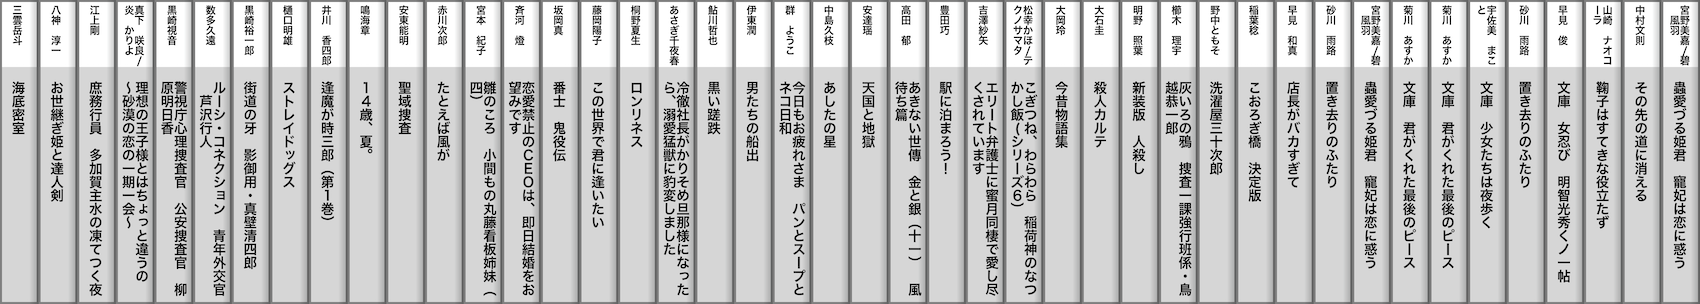 宮野美嘉/碧
風羽
蟲愛づる姫君　寵妃は恋に惑う
中村文則
その先の道に消える
山崎　ナオコ
ーラ
鞠子はすてきな役立たず
早見　俊
文庫　女忍び　明智光秀くノ一帖
砂川　雨路
置き去りのふたり
宇佐美　まこ
と
文庫　少女たちは夜歩く
菊川　あすか
文庫　君がくれた最後のピース
菊川　あすか
文庫　君がくれた最後のピース
宮野美嘉/碧
風羽
蟲愛づる姫君　寵妃は恋に惑う
砂川　雨路
置き去りのふたり
早見　和真
店長がバカすぎて
稲葉稔
こおろぎ橋　決定版
野中ともそ
洗濯屋三十次郎
櫛木　理宇
灰いろの鴉　捜査一課強行班係・鳥
越恭一郎
明野　照葉
新装版　人殺し
大石圭
殺人カルテ
大岡玲
今昔物語集
松幸かほ/テ
クノサマタ
こぎつね、わらわら　稲荷神のなつ
かし飯(シリーズ６)
吉澤紗矢
エリート弁護士に蜜月同棲で愛し尽
くされています
豊田巧
駅に泊まろう！
高田　郁
あきない世傳　金と銀（十一）　風
待ち篇
安達瑶
天国と地獄
中島久枝
あしたの星
群　ようこ
今日もお疲れさま　パンとスープと
ネコ日和
伊東潤
男たちの船出
鮎川哲也
黒い蹉跌
あさぎ千夜春
冷徹社長がかりそめ旦那様になった
ら、溺愛猛獣に豹変しました
桐野夏生
ロンリネス
藤岡陽子
この世界で君に逢いたい
坂岡真
番士　鬼役伝
斉河　燈
恋愛禁止のＣＥＯは、即日結婚をお
望みです
宮本　紀子
雛のころ　小間もの丸藤看板姉妹（
四）
赤川次郎
たとえば風が
安東能明
聖域捜査
鳴海章
１４歳、夏。
井川　香四郎
逢魔が時三郎（第１巻）
樋口明雄
ストレイドッグス
黒崎裕一郎
街道の牙　影御用・真壁清四郎
数多久遠
ルーシ・コネクション　青年外交官
　芦沢行人
黒崎視音
警視庁心理捜査官　公安捜査官　柳
原明日香
真下　咲良/
炎　かりよ
理想の王子様とはちょっと違うの
～砂漠の恋の一期一会～
江上剛
庶務行員　多加賀主水の凍てつく夜
八神　淳一
お世継ぎ姫と達人剣
三雲岳斗
海底密室